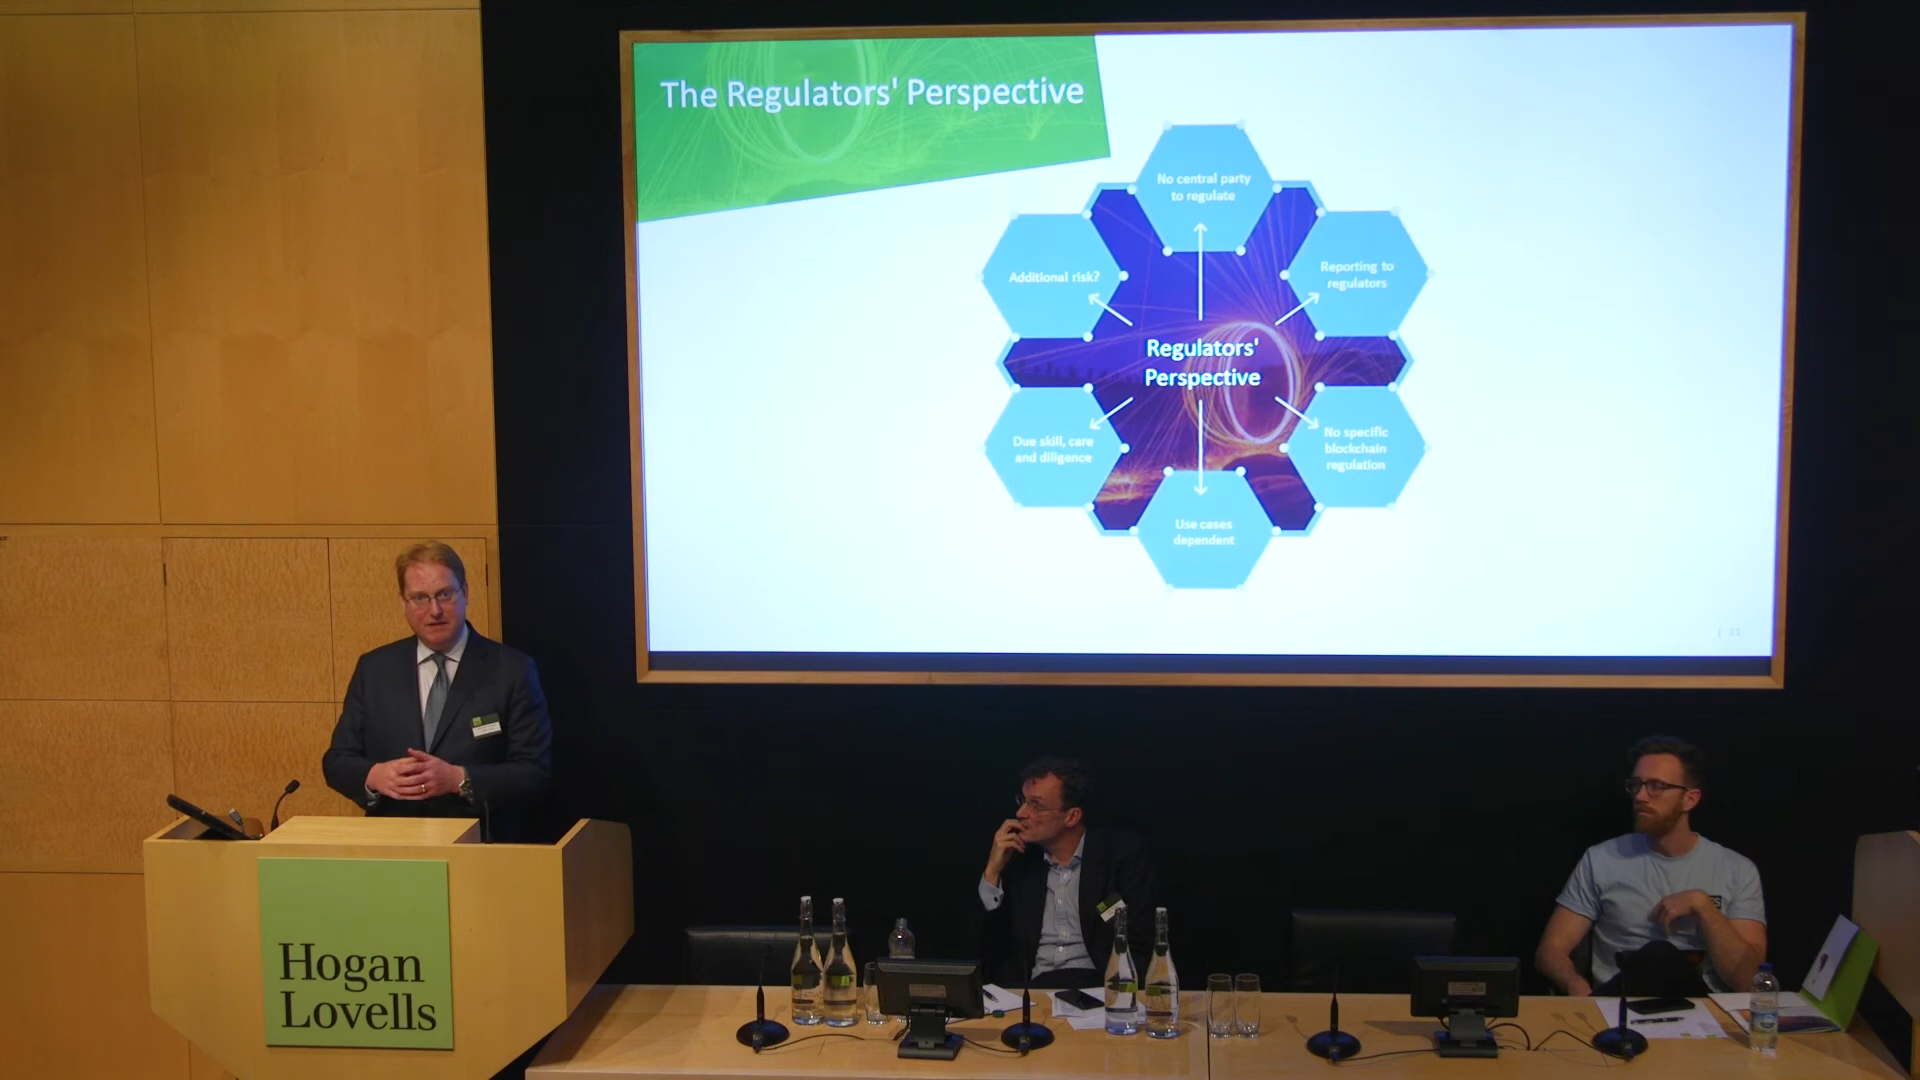 The Regulators' Perspective
No central party
to regulate
Additional risk?
Reporting to
regulators
Regulators'
Perspective
Due skill, care
and diligence
No specific
blockchain
regulation
Use cases
dependent
Hogan
Lovells